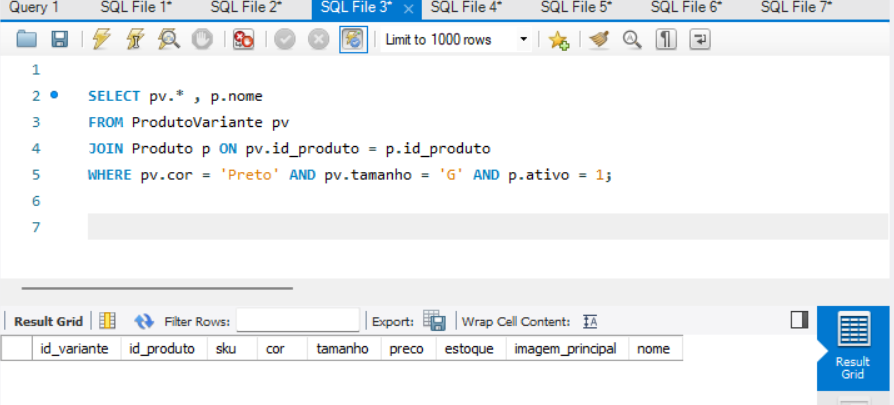 Query 1 SQL File 1* SQL File 2* SQL File 3* × SQL File 4* SQL File 5* SQL File 6* SQL File 7*
Limit to 1000 rows
1
2 SELECT pv.* , p.nome
3 FROM ProdutoVariante pv
4 JOIN Produto p ON pv.id_produto = p.id_produto
5 WHERE pv.cor = 'Preto' AND pv.tamanho = 'G' AND p.ativo = 1;
6
7
Result Grid Filter Rows: Export: Wrap Cell Content:
id_variante id_produto sku cor tamanho preco estoque imagem_principal nome
Result
Grid